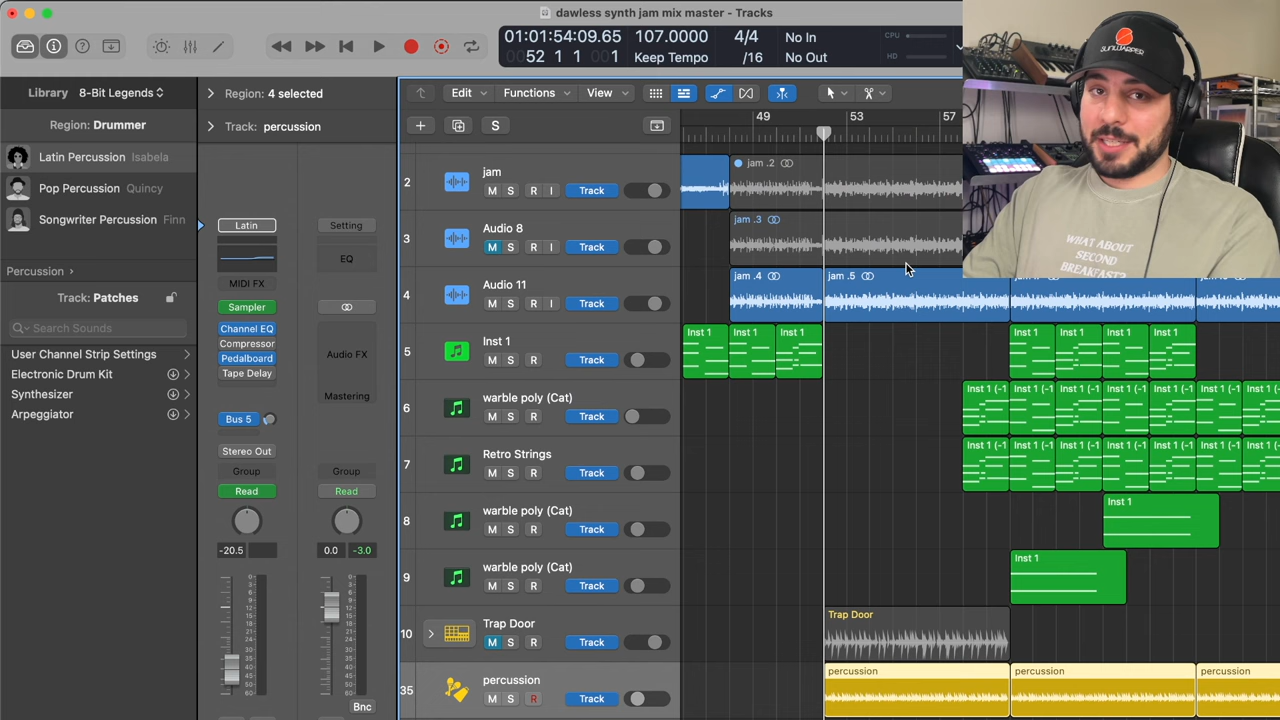 dawless synth jam mix master - Tracks
01:01:54:09.65
52 1 1 001
107.0000
Keep Tempo
4/4
/16
No In
No Out
CPU
HD
Library
8-Bit Legends
Region: Drummer
Latin Percussion Isabela
Pop Percussion Quincy
Songwriter Percussion Finn
Percussion
Track: Patches
Search Sounds
User Channel Strip Settings
Electronic Drum Kit
Synthesizer
Arpeggiator
Region: 4 selected
Track: percussion
Latin
MIDI FX
Sampler
Channel EQ
Compressor
Pedalboard
Tape Delay
Bus 5
Stereo Out
Group
Read
-20.5
Setting
EQ
Audio FX
Mastering
Group
Read
0.0 -3.0
Bnc
Edit
Functions
View
S
49
53
57
2
jam
M S R I
Track
jam .2
3
Audio 8
M S R I
Track
jam .3
4
Audio 11
M S R I
Track
jam .4
jam .5
5
Inst 1
M S R
Track
Inst 1 Inst 1 Inst 1
Inst 1 Inst 1 Inst 1 Inst 1
6
warble poly (Cat)
M S R
Track
Inst 1 (-1 Inst 1 (-1 Inst 1 (-1 Inst 1 (-1 Inst 1 (-1 Inst 1 (-1 Inst 1 (-1
7
Retro Strings
M S R
Track
Inst 1 (-1 Inst 1 (-1 Inst 1 (-1 Inst 1 (-1 Inst 1 (-1 Inst 1 (-1 Inst 1 (-1
8
warble poly (Cat)
M S R
Track
Inst 1
9
warble poly (Cat)
M S R
Track
Inst 1
10
Trap Door
M S R
Track
Trap Door
35
percussion
M S R
Track
percussion
percussion
percussion
SUNWARPER
WHAT ABOUT
SECOND
BREAKFAST?